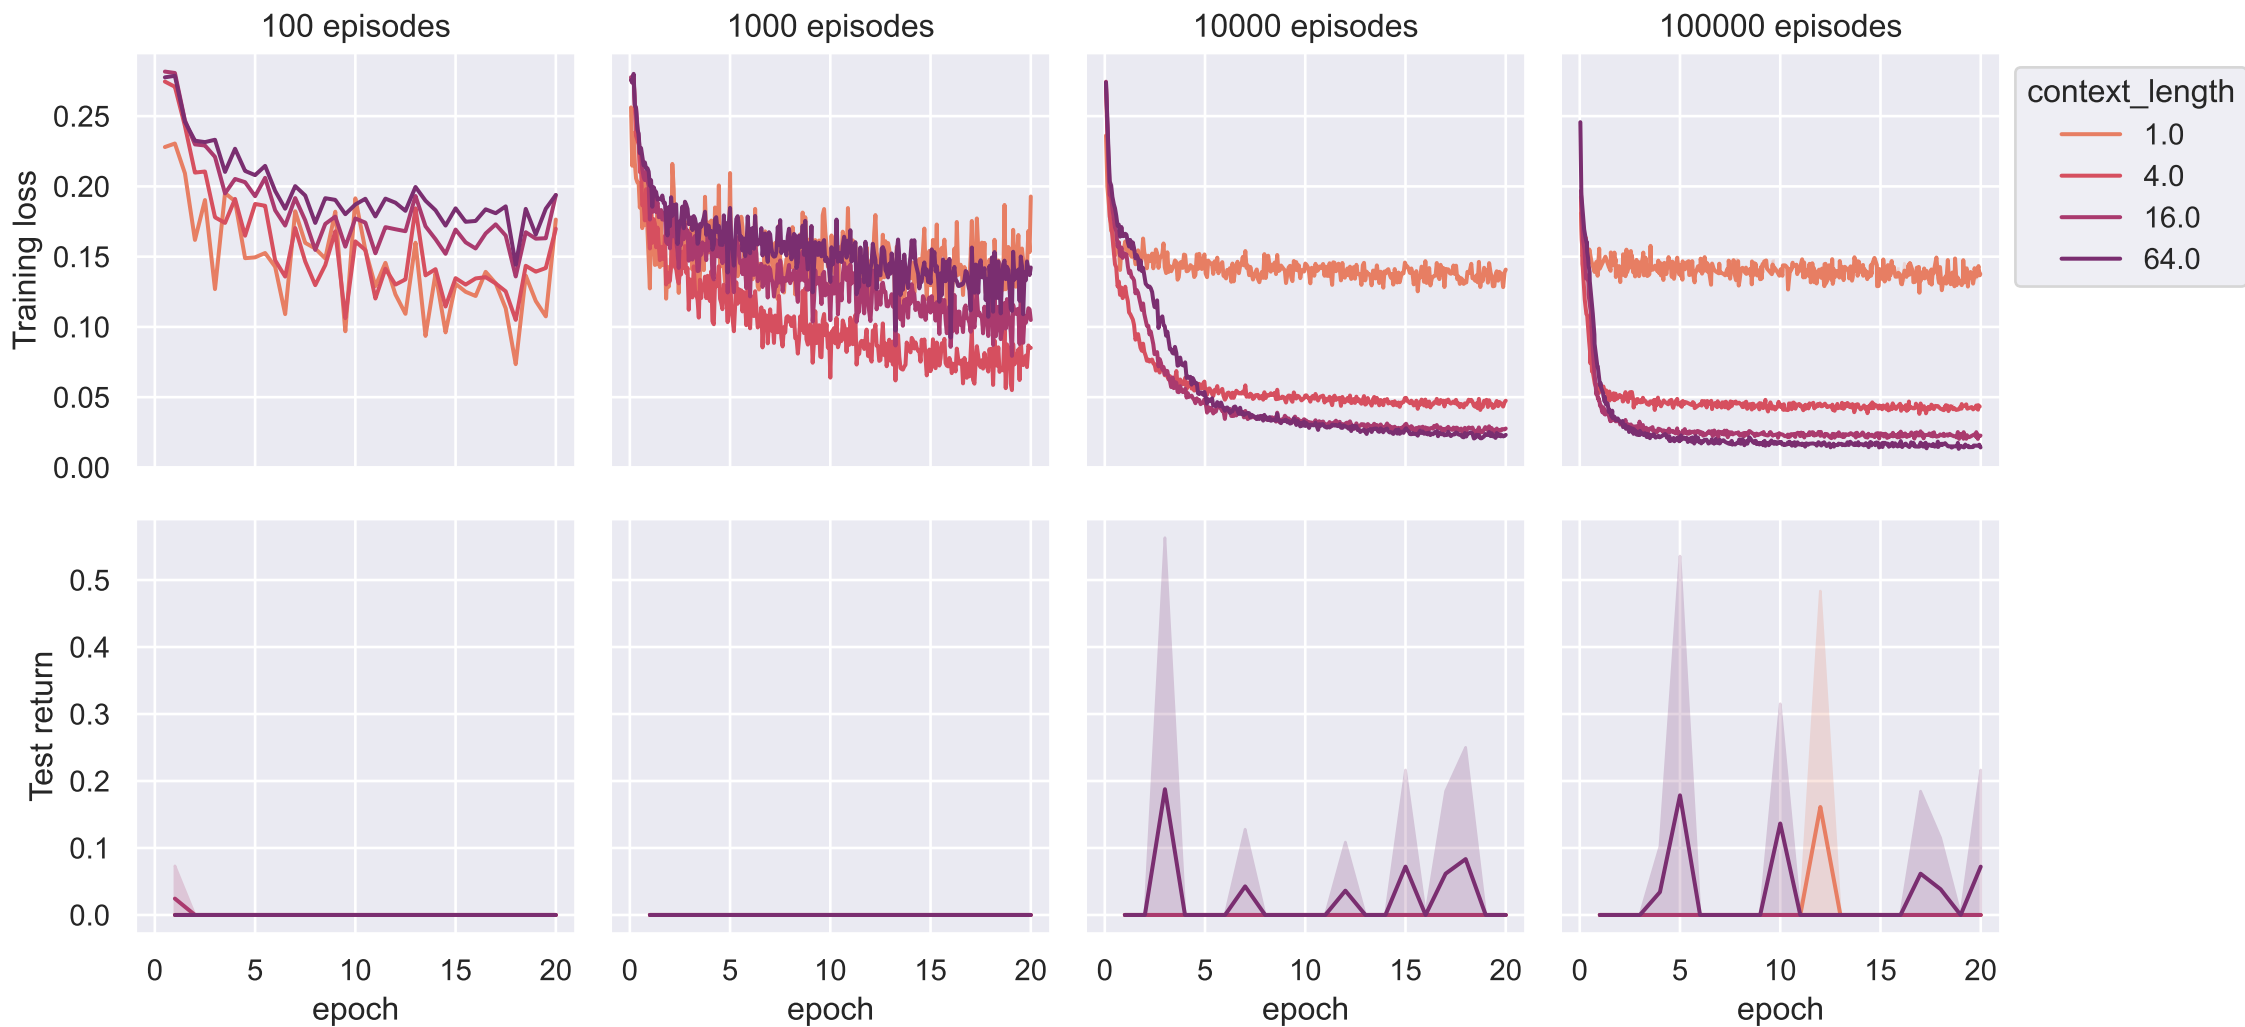 100 episodes
1000 episodes
10000 episodes
100000 episodes
context_length
1.0
4.0
16.0
64.0
Training loss
0.25
0.20
0.15
0.10
0.05
0.00
Test return
0.5
0.4
0.3
0.2
0.1
0.0
0 5 10 15 20
0 5 10 15 20
0 5 10 15 20
0 5 10 15 20
epoch
epoch
epoch
epoch